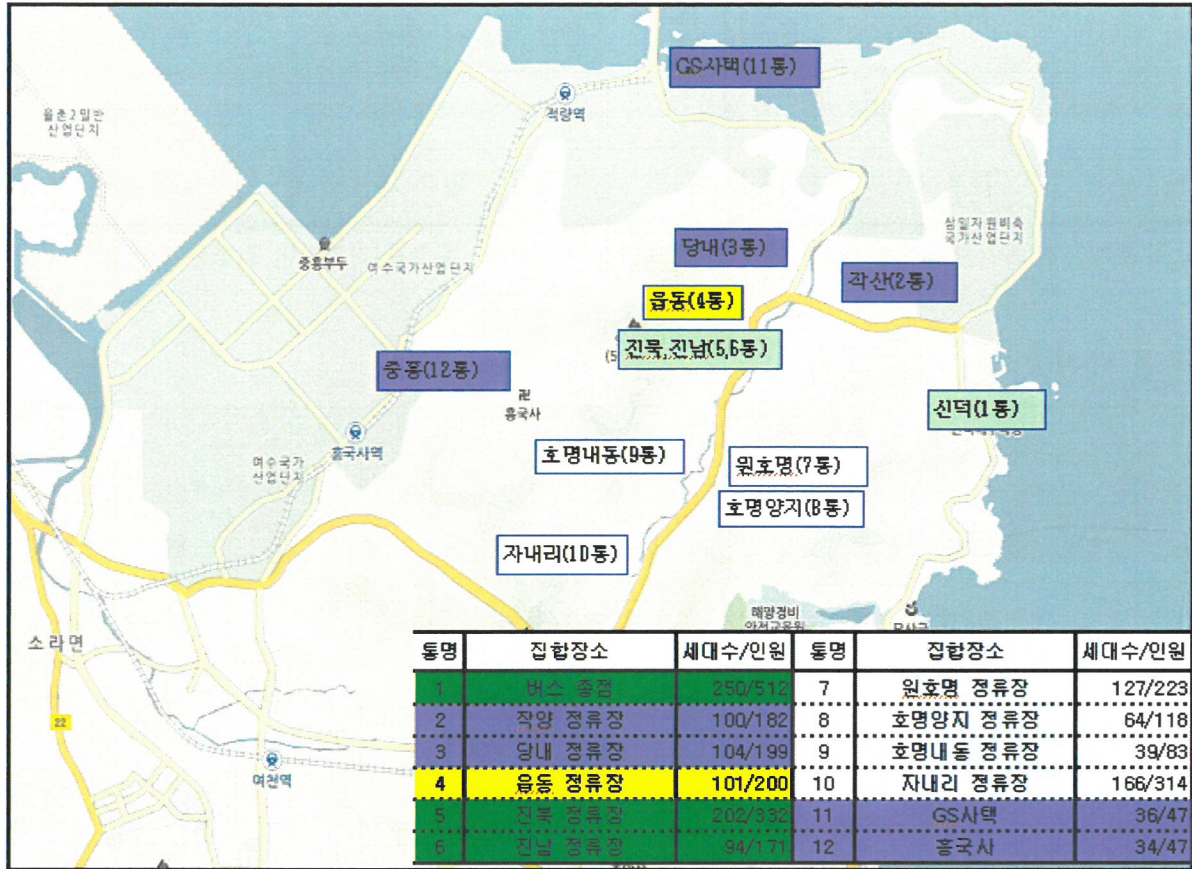 GS사택(11통)
적량역
율촌2일반
산업단지
삼일자원비축
국가산업단지
당내(3통)
작산(2통)
중흥부두
여수국가산업단지
읍동(4통)
진북,진남(5,6통)
중흥(12통)
흥국사
신덕(1통)
흥국사역
호명내동(9통)
원호명(7통)
여수국가
산업단지
호명양지(8통)
자내리(10통)
해양경비
안전교육원
소라면
22
여천역
통명 집합장소 세대수/인원 통명 집합장소 세대수/인원
1 버스 종점 250/512 7 원호명 정류장 127/223
2 작양 정류장 100/182 8 호명양지 정류장 64/118
3 당내 정류장 104/199 9 호명내동 정류장 39/83
4 읍동 정류장 101/200 10 자내리 정류장 166/314
5 진북 정류장 202/332 11 GS사택 36/47
6 진남 정류장 94/171 12 흥국사 34/47